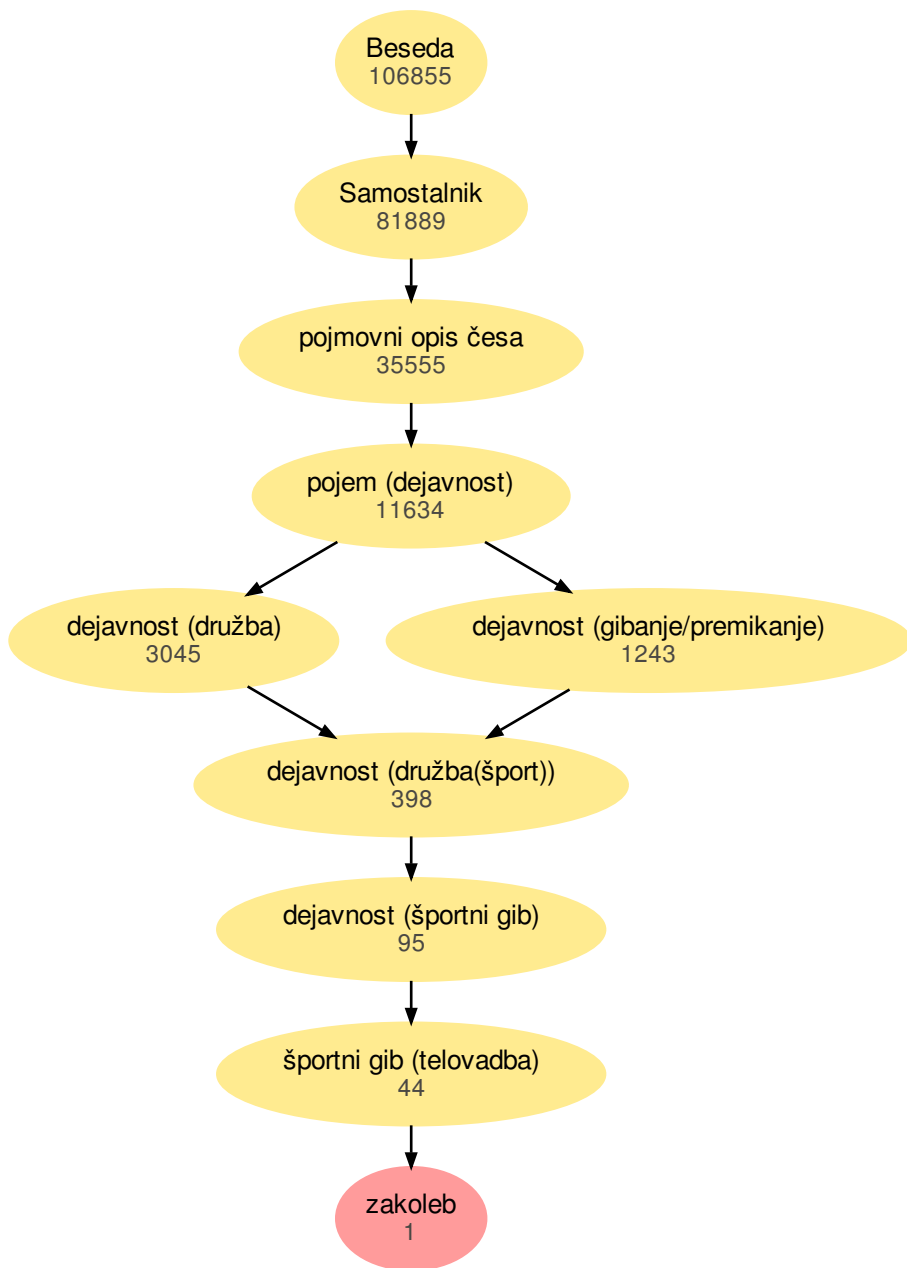 Beseda
106855
Samostalnik
81889
pojmovni opis česa
35555
pojem (dejavnost)
11634
dejavnost (družba)
3045
dejavnost (gibanje/premikanje)
1243
dejavnost (družba(šport))
398
dejavnost (športni gib)
95
športni gib (telovadba)
44
zakoleb
1